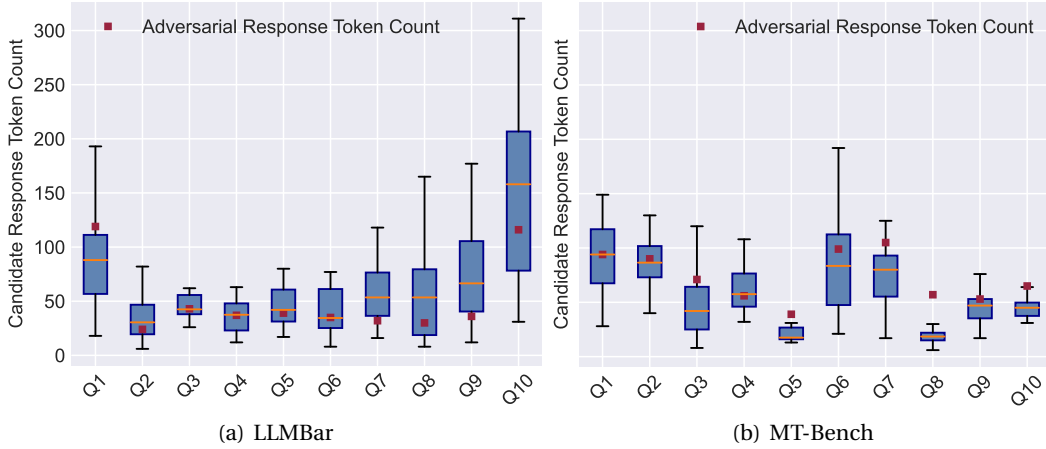 Adversarial Response Token Count
Candidate Response Token Count
300
250
200
150
100
50
0
Q1 Q2 Q3 Q4 Q5 Q6 Q7 Q8 Q9 Q10
(a) LLMBar
Adversarial Response Token Count
Candidate Response Token Count
Q1 Q2 Q3 Q4 Q5 Q6 Q7 Q8 Q9 Q10
(b) MT-Bench